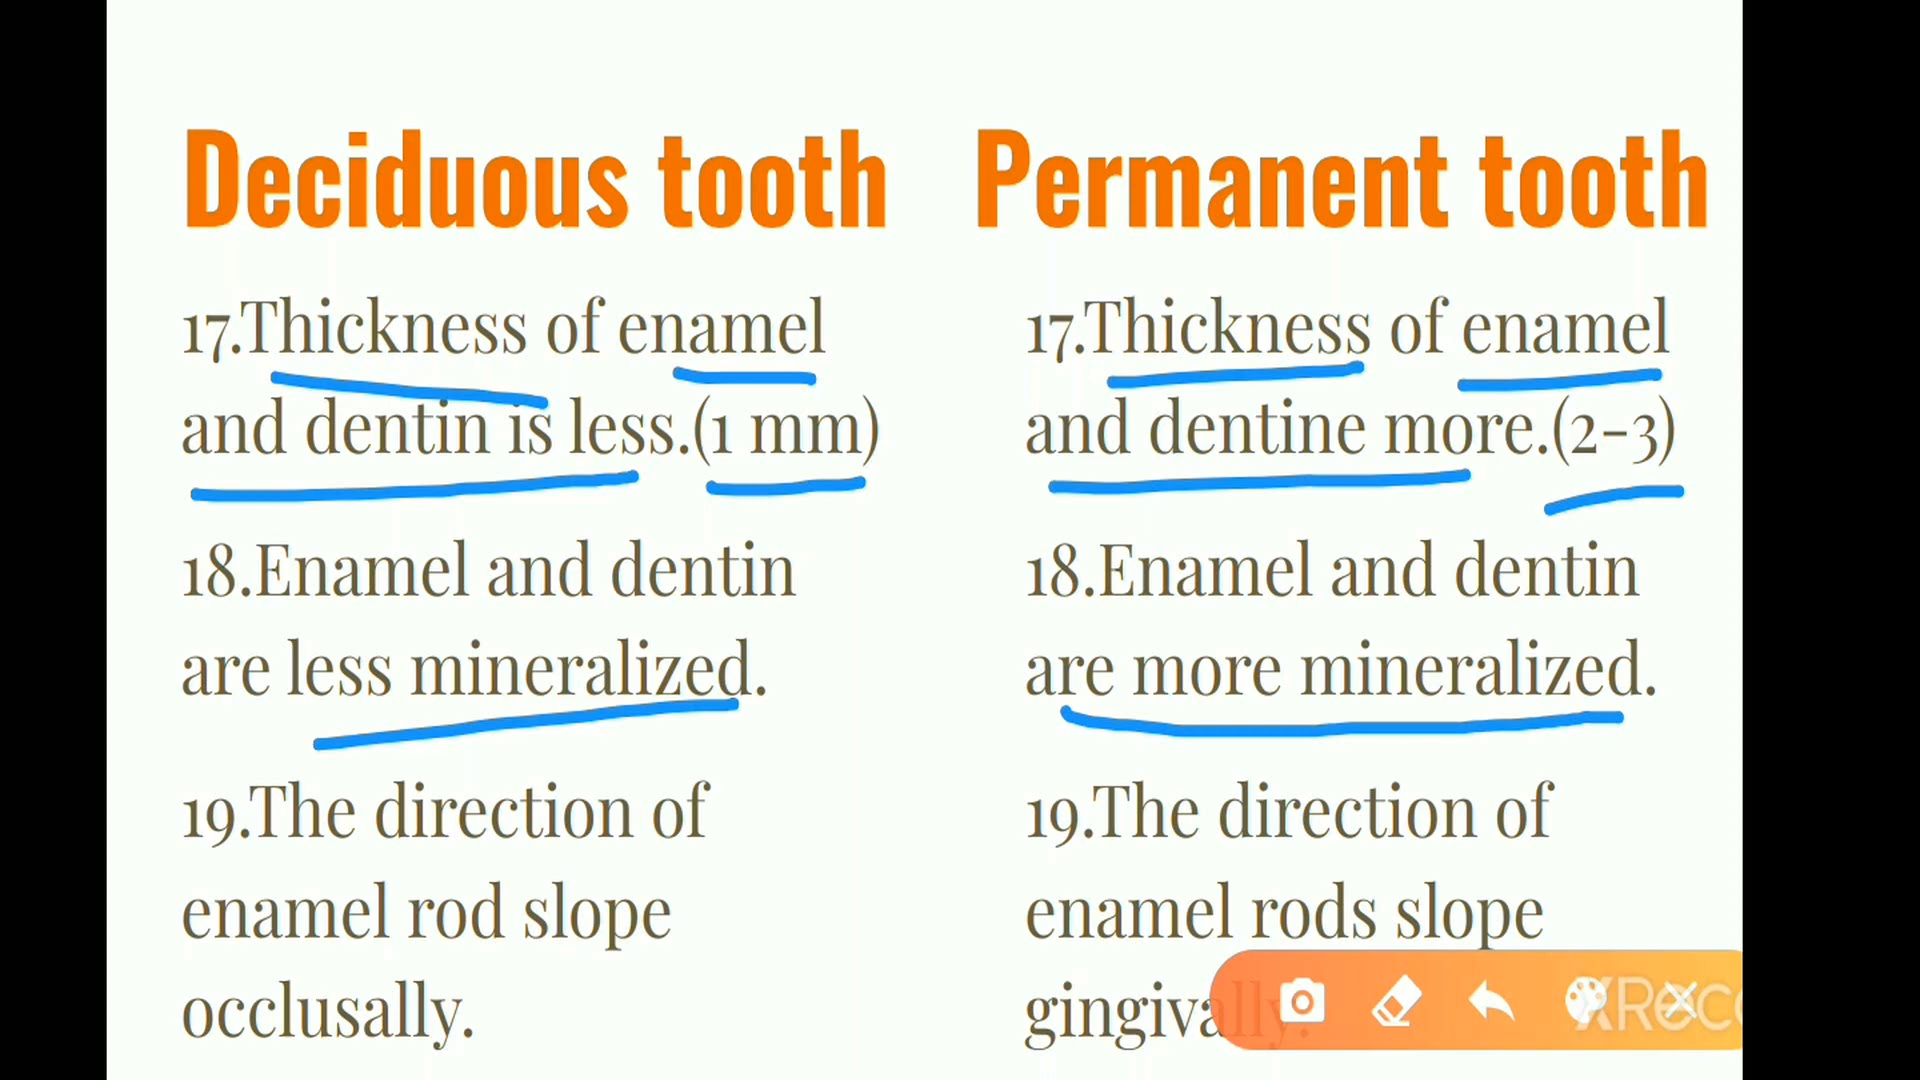 Deciduous tooth
17.Thickness of enamel
and dentin is less.(1 mm)
18.Enamel and dentin
are less mineralized.
19.The direction of
enamel rod slope
occlusally.
Permanent tooth
17.Thickness of enamel
and dentine more.(2-3)
18.Enamel and dentin
are more mineralized.
19.The direction of
enamel rods slope
gingivally.
XRec